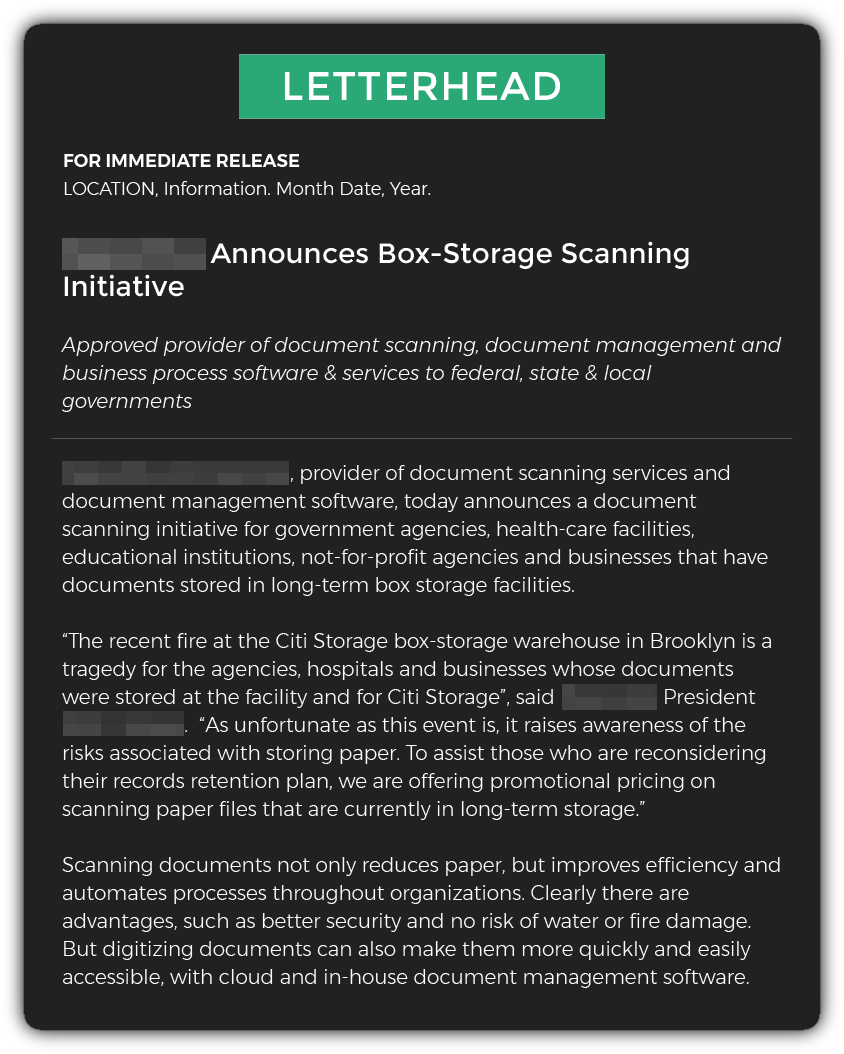 LETTERHEAD
FOR IMMEDIATE RELEASE
LOCATION, Information. Month Date, Year.
Announces Box-Storage Scanning
Initiative
Approved provider of document scanning, document management and
business process software & services to federal, state & local
governments
, provider of document scanning services and
document management software, today announces a document
scanning initiative for government agencies, health-care facilities,
educational institutions, not-for-profit agencies and businesses that have
documents stored in long-term box storage facilities.
“The recent fire at the Citi Storage box-storage warehouse in Brooklyn is a
tragedy for the agencies, hospitals and businesses whose documents
were stored at the facility and for Citi Storage”, said President
. “As unfortunate as this event is, it raises awareness of the
risks associated with storing paper. To assist those who are reconsidering
their records retention plan, we are offering promotional pricing on
scanning paper files that are currently in long-term storage.”
Scanning documents not only reduces paper, but improves efficiency and
automates processes throughout organizations. Clearly there are
advantages, such as better security and no risk of water or fire damage.
But digitizing documents can also make them more quickly and easily
accessible, with cloud and in-house document management software.